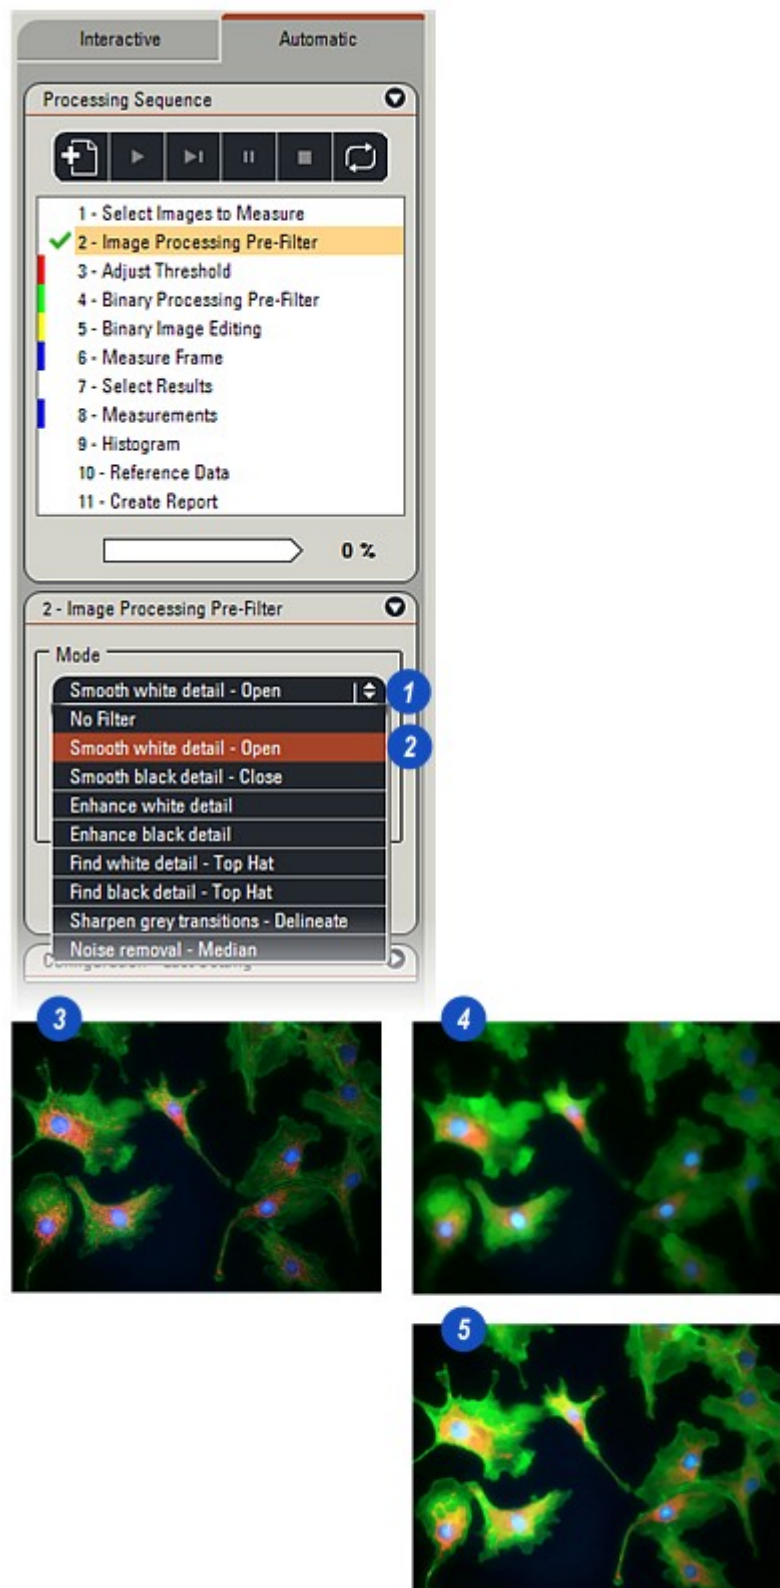 Interactive
Automatic
Processing Sequence
1 - Select Images to Measure
2 - Image Processing Pre-Filter
3 - Adjust Threshold
4 - Binary Processing Pre-Filter
5 - Binary Image Editing
6 - Measure Frame
7 - Select Results
8 - Measurements
9 - Histogram
10 - Reference Data
11 - Create Report
0 %
2 - Image Processing Pre-Filter
Mode
Smooth white detail - Open
1
No Filter
Smooth white detail - Open
2
Smooth black detail - Close
Enhance white detail
Enhance black detail
Find white detail - Top Hat
Find black detail - Top Hat
Sharpen grey transitions - Delineate
Noise removal - Median
3
4
5